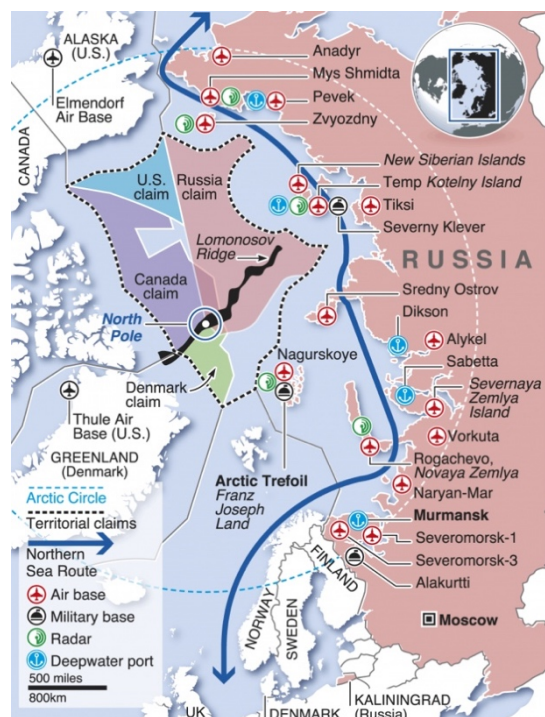 ALASKA
(U.S.)
Elmendorf
Air Base
CANADA
Anadyr
Mys Shmidta
Pevek
Zvyozdny
New Siberian Islands
Temp Kotelny Island
Tiksi
Severny Klever
RUSSIA
U.S.
claim
Russia
claim
Lomonosov
Ridge
Canada
claim
North
Pole
Denmark
claim
Sredny Ostrov
Dikson
Alykel
Sabetta
Severnaya
Zemlya
Island
Vorkuta
Nagurskoye
Thule Air
Base (U.S.)
GREENLAND
(Denmark)
Arctic Trefoil
Franz
Joseph
Land
Rogachevo,
Novaya Zemlya
Naryan-Mar
Murmansk
Severomorsk-1
Severomorsk-3
Alakurtti
FINLAND
NORWAY
SWEDEN
Moscow
UK
DENMARK
KALININGRAD
(Russia)
Arctic Circle
Territorial claims
Northern
Sea Route
Air base
Military base
Radar
Deepwater port
500 miles
800km